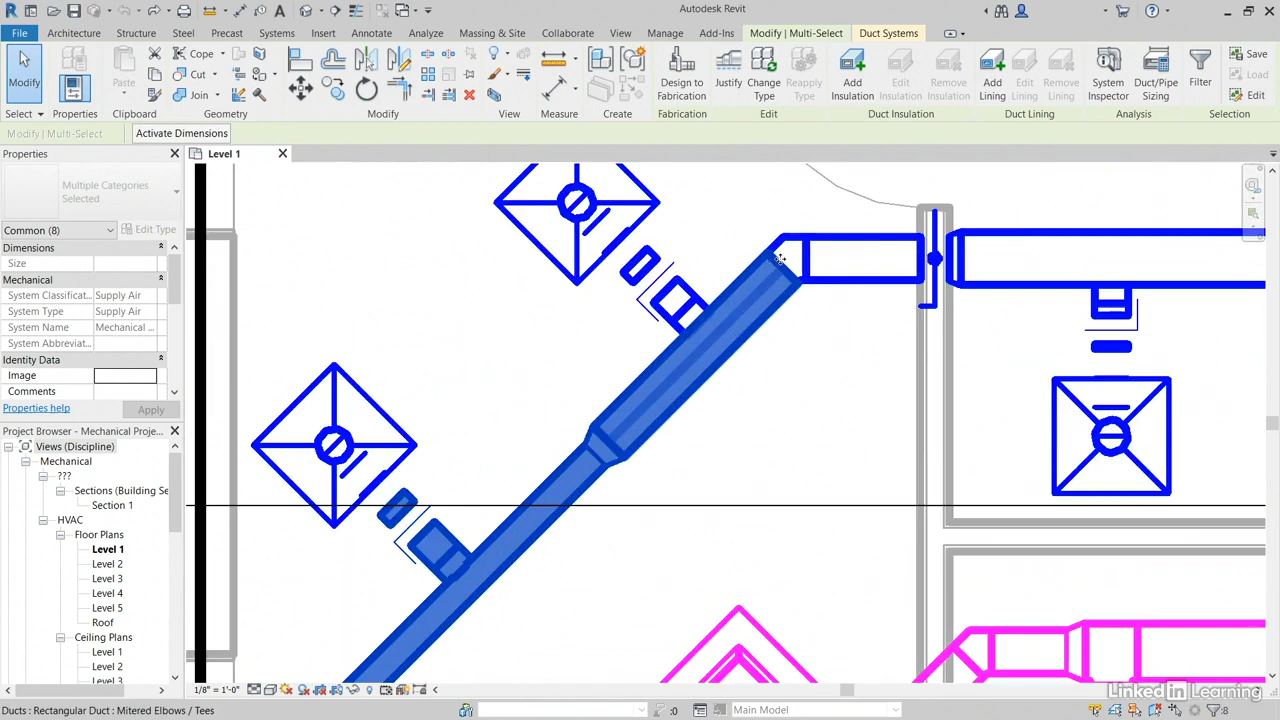 Autodesk Revit
File Architecture Structure Steel Precast Systems Insert Annotate Analyze Massing & Site Collaborate View Manage Add-Ins Modify | Multi-Select Duct Systems
Modify
Select
Properties
Paste
Cope
Cut
Join
Clipboard
Geometry
Modify
View
Measure
Create
Design to Fabrication
Fabrication
Justify
Change Type
Reapply Type
Edit
Add Insulation
Edit Insulation
Remove Insulation
Duct Insulation
Add Lining
Edit Lining
Remove Lining
Duct Lining
System Inspector
Duct/Pipe Sizing
Analysis
Filter
Save
Load
Edit
Selection
Modify | Multi-Select
Activate Dimensions
Properties
Level 1
Multiple Categories
Selected
Common (8)
Edit Type
Dimensions
Size
Mechanical
System Classificat... Supply Air
System Type Supply Air
System Name Mechanical ...
System Abbreviat...
Identity Data
Image
Comments
Properties help
Apply
Project Browser - Mechanical Proje...
Views (Discipline)
Mechanical
???
Sections (Building Se
Section 1
HVAC
Floor Plans
Level 1
Level 2
Level 3
Level 4
Level 5
Roof
Ceiling Plans
Level 1
Level 2
Level 3
1/8" = 1'-0"
Linked in Learning
Ducts : Rectangular Duct : Mitered Elbows / Tees
:0
Main Model
:8